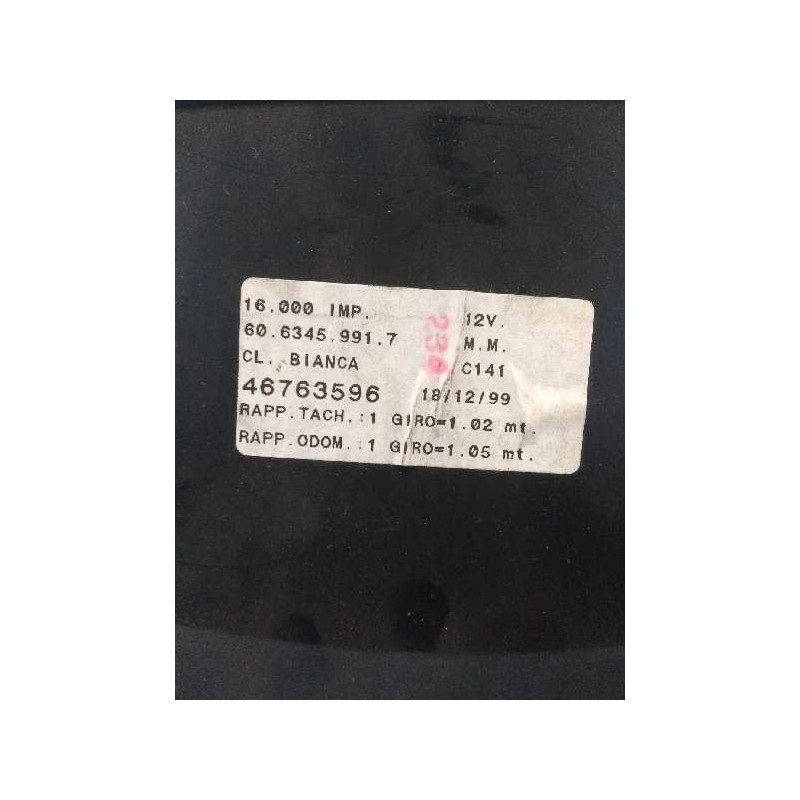 16.000 IMP. 12V.
60.6345.991.7 M.M.
CL. BIANCA C141
46763596 18/12/99
RAPP.TACH.:1 GIRO=1.02 mt.
RAPP.ODOM.:1 GIRO=1.05 mt.
230